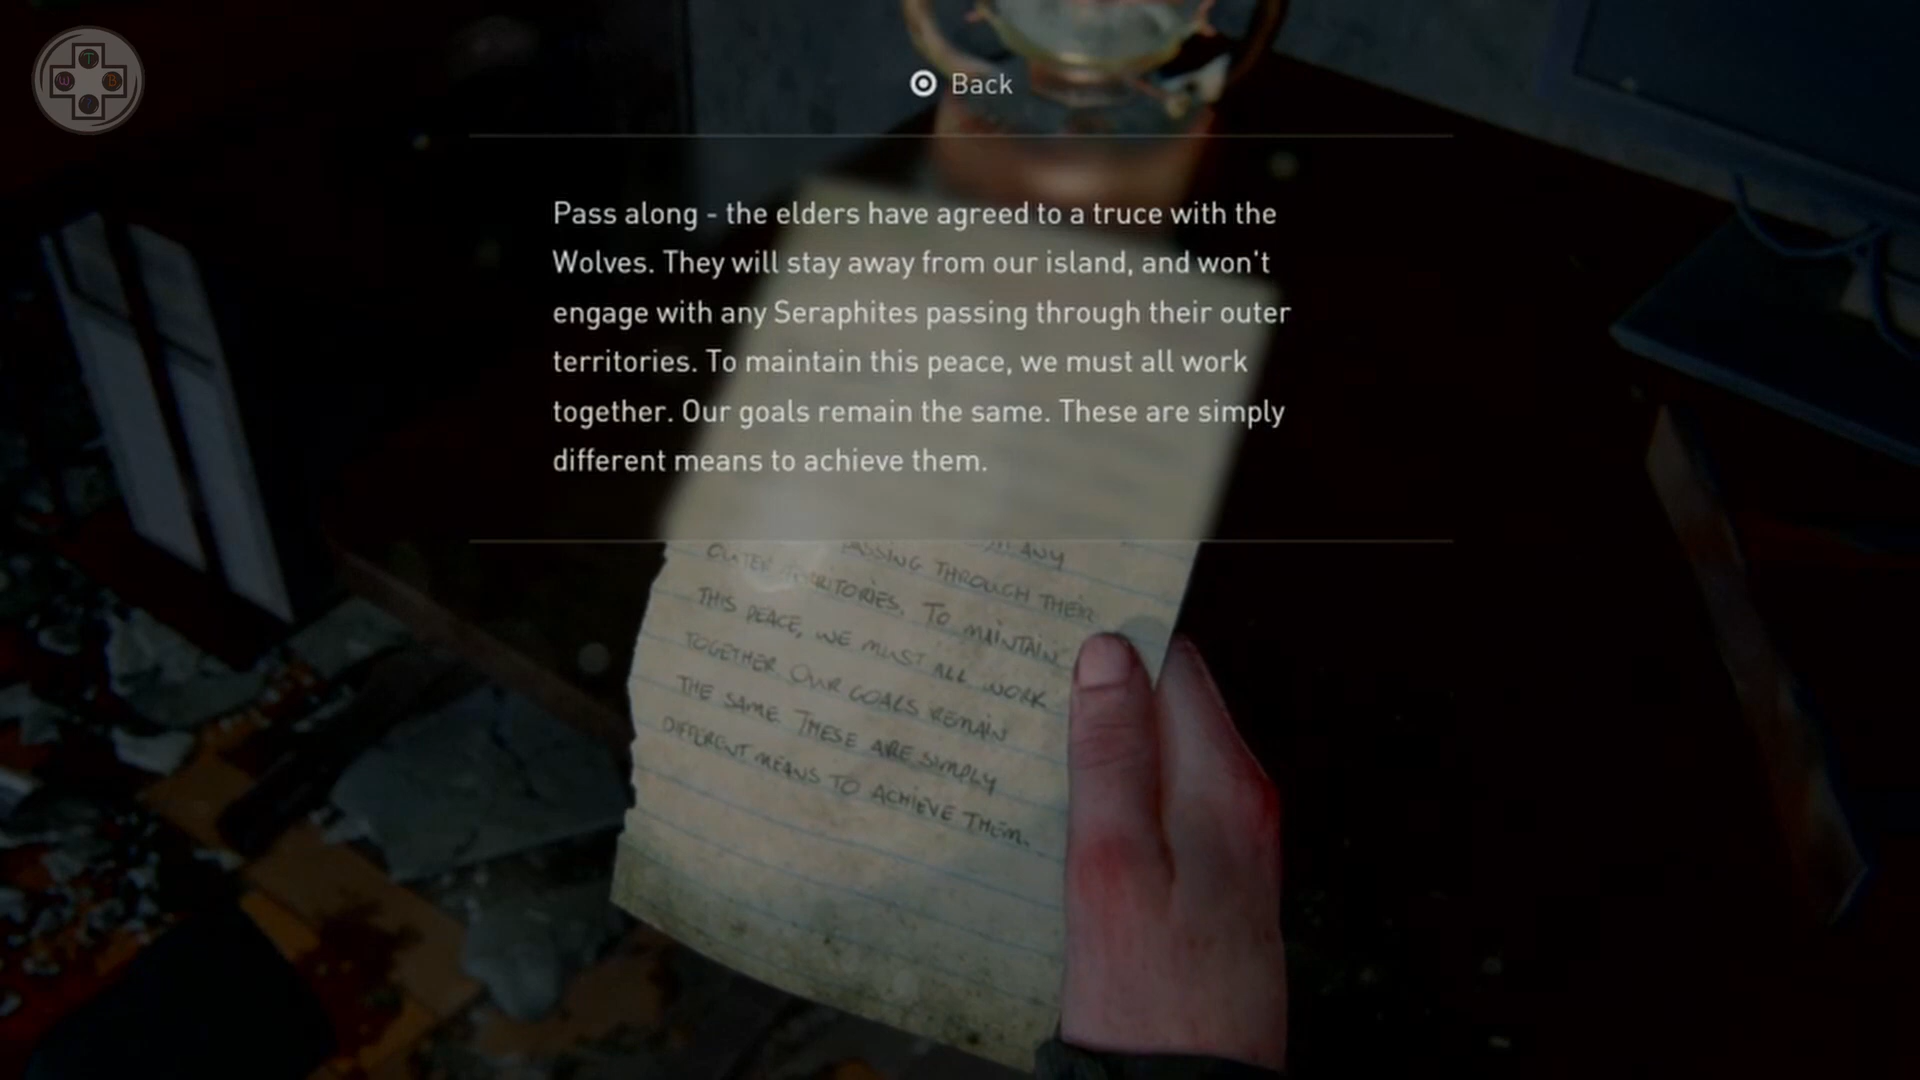 Back
Pass along - the elders have agreed to a truce with the
Wolves. They will stay away from our island, and won't
engage with any Seraphites passing through their outer
territories. To maintain this peace, we must all work
together. Our goals remain the same. These are simply
different means to achieve them.
ANY
PASSING THROUGH THEIR
OUTER TERRITORIES. TO MAINTAIN
THIS PEACE, WE MUST ALL WORK
TOGETHER. OUR GOALS REMAIN
THE SAME. THESE ARE SIMPLY
DIFFERENT MEANS TO ACHIEVE THEM.